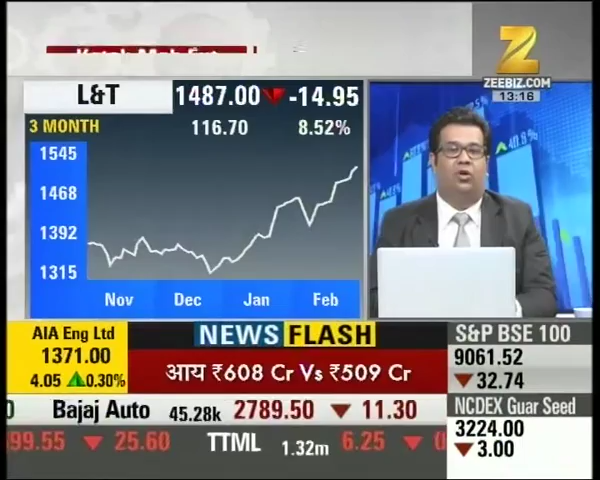 ZEEBIZ.COM
13:16
L&T
1487.00 -14.95
3 MONTH 116.70 8.52%
1545
1468
1392
1315
Nov Dec Jan Feb
AIA Eng Ltd
1371.00
4.05 0.30%
NEWS FLASH
आय ₹608 Cr Vs ₹509 Cr
S&P BSE 100
9061.52
32.74
Bajaj Auto 45.28k 2789.50 11.30
NCDEX Guar Seed
3224.00
3.00
99.55 25.60 TTML 1.32m 6.25